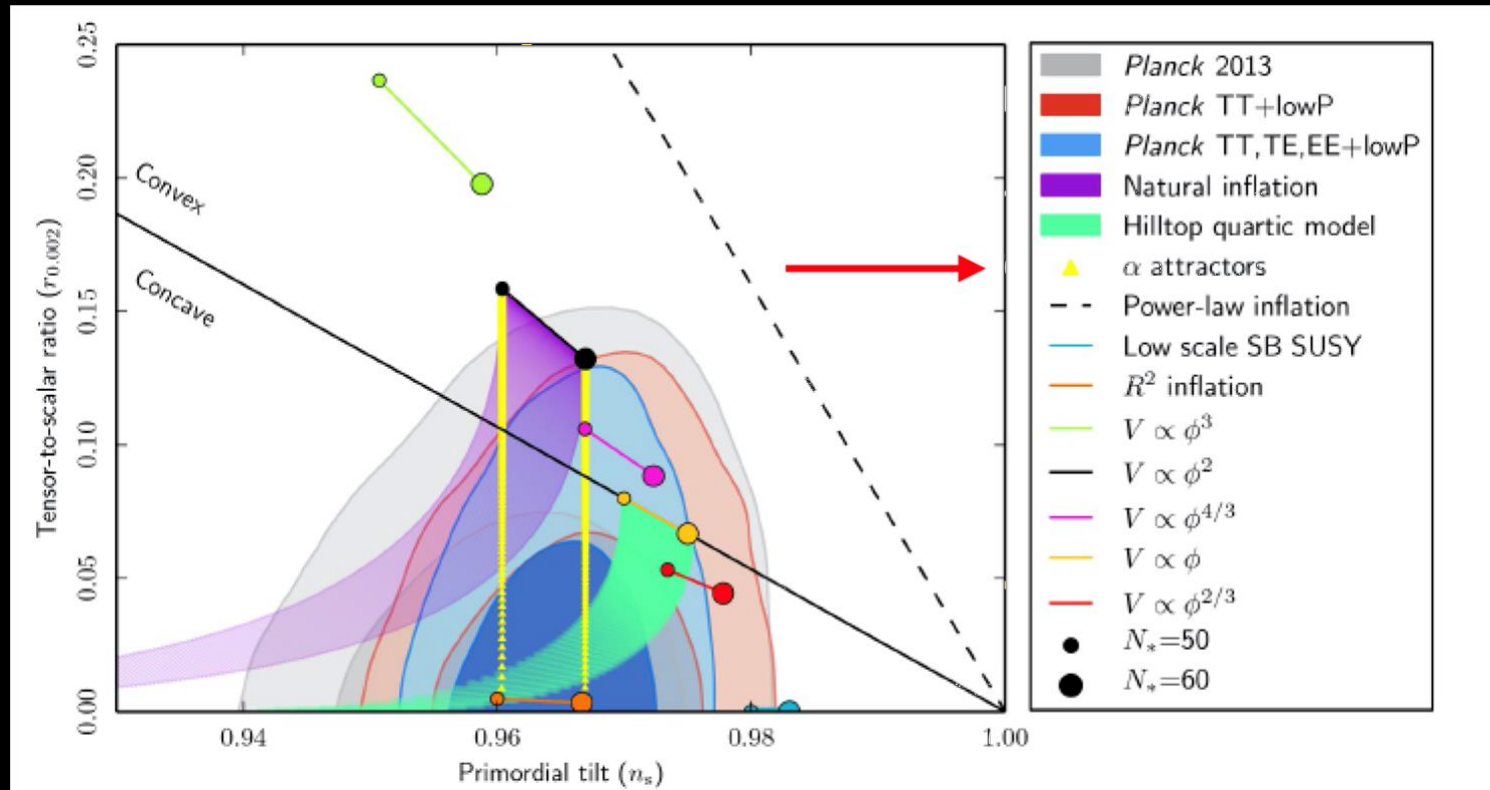 0.25
0.20
0.15
0.10
0.05
0.00
Tensor-to-scalar ratio (r₀.₀₀₂)
Convex
Concave
0.94
0.96
0.98
1.00
Primordial tilt (nₛ)
Planck 2013
Planck TT+lowP
Planck TT,TE,EE+lowP
Natural inflation
Hilltop quartic model
α attractors
Power-law inflation
Low scale SB SUSY
R² inflation
V ∝ ϕ³
V ∝ ϕ²
V ∝ ϕ^4/3
V ∝ ϕ
V ∝ ϕ^2/3
N*=50
N*=60